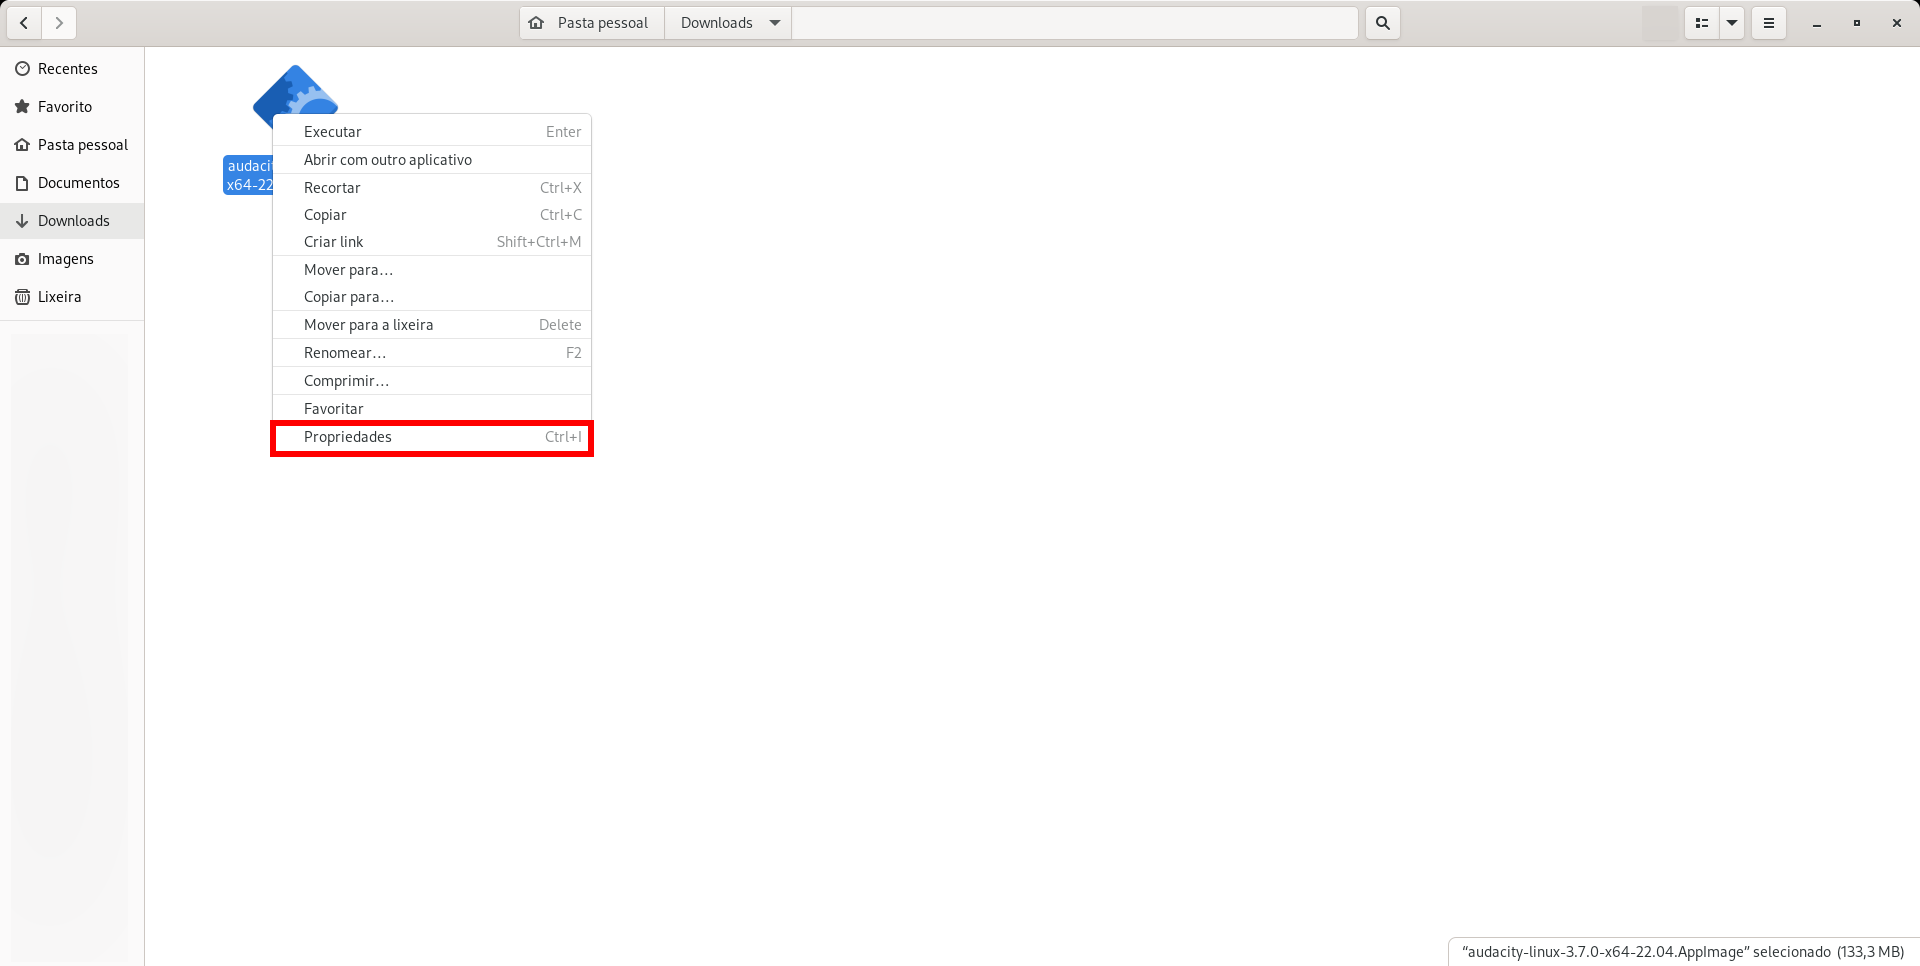 Pasta pessoal
Downloads
Recentes
Favorito
Pasta pessoal
Documentos
Downloads
Imagens
Lixeira
audaci
x64-22
Executar Enter
Abrir com outro aplicativo
Recortar Ctrl+X
Copiar Ctrl+C
Criar link Shift+Ctrl+M
Mover para…
Copiar para…
Mover para a lixeira Delete
Renomear… F2
Comprimir…
Favoritar
Propriedades Ctrl+I
“audacity-linux-3.7.0-x64-22.04.AppImage” selecionado (133,3 MB)